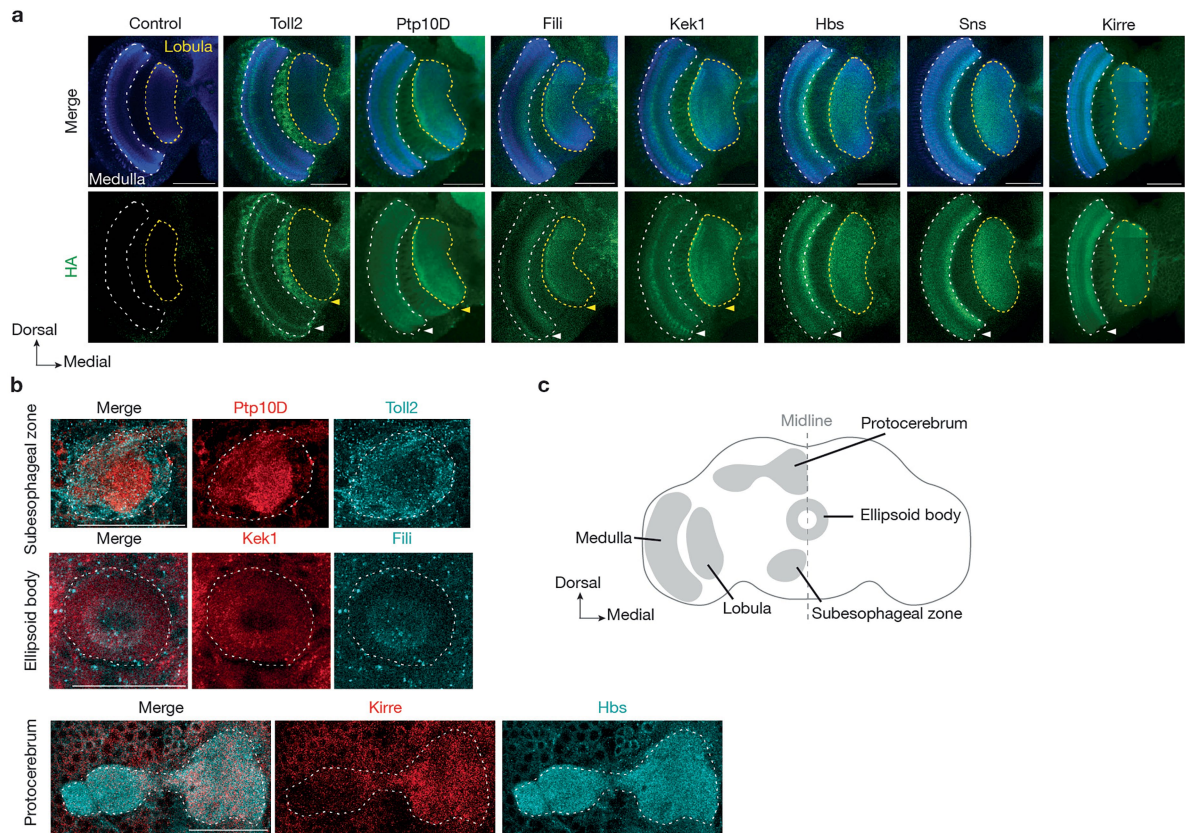 a
Control Toll2 Ptp10D Fili Kek1 Hbs Sns Kirre
Merge
Lobula
Medulla
HA
Dorsal
Medial
b
Subesophageal zone
Merge Ptp10D Toll2
Ellipsoid body
Merge Kek1 Fili
Protocerebrum
Merge Kirre Hbs
c
Midline
Protocerebrum
Ellipsoid body
Medulla
Lobula
Subesophageal zone
Dorsal
Medial